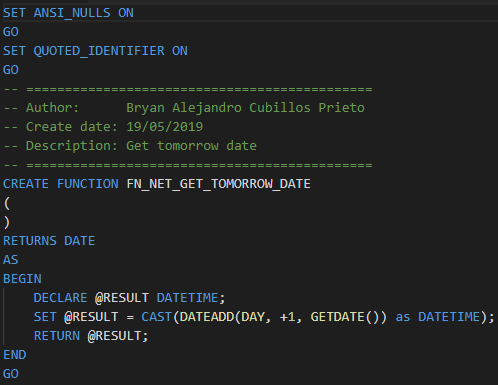 SET ANSI_NULLS ON
GO
SET QUOTED_IDENTIFIER ON
GO
-- =============================================
-- Author:      Bryan Alejandro Cubillos Prieto
-- Create date: 19/05/2019
-- Description: Get tomorrow date
-- =============================================
CREATE FUNCTION FN_NET_GET_TOMORROW_DATE
(
)
RETURNS DATE
AS
BEGIN
    DECLARE @RESULT DATETIME;
    SET @RESULT = CAST(DATEADD(DAY, +1, GETDATE()) as DATETIME);
    RETURN @RESULT;
END
GO